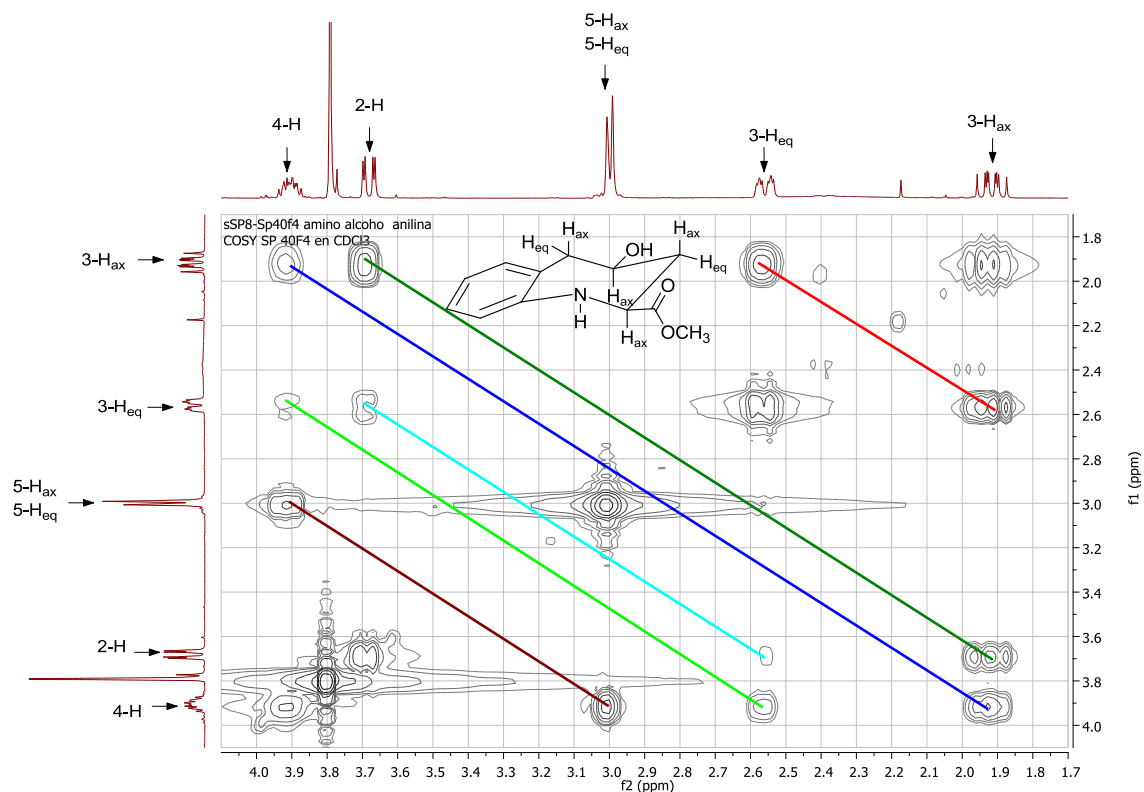 5-Hax
5-Heq
4-H
2-H
3-Heq
3-Hax
sSP8-Sp40f4 amino alcoho anilina
COSY SP 40F4 en CDCl3
Hax
Heq
OH
Hax
Heq
N
H
Hax
O
OCH3
Hax
3-Hax
3-Heq
5-Hax
5-Heq
2-H
4-H
1.8
2.0
2.2
2.4
2.6
2.8
3.0
3.2
3.4
3.6
3.8
4.0
f1 (ppm)
4.0 3.9 3.8 3.7 3.6 3.5 3.4 3.3 3.2 3.1 3.0 2.9 2.8 2.7 2.6 2.5 2.4 2.3 2.2 2.1 2.0 1.9 1.8 1.7
f2 (ppm)